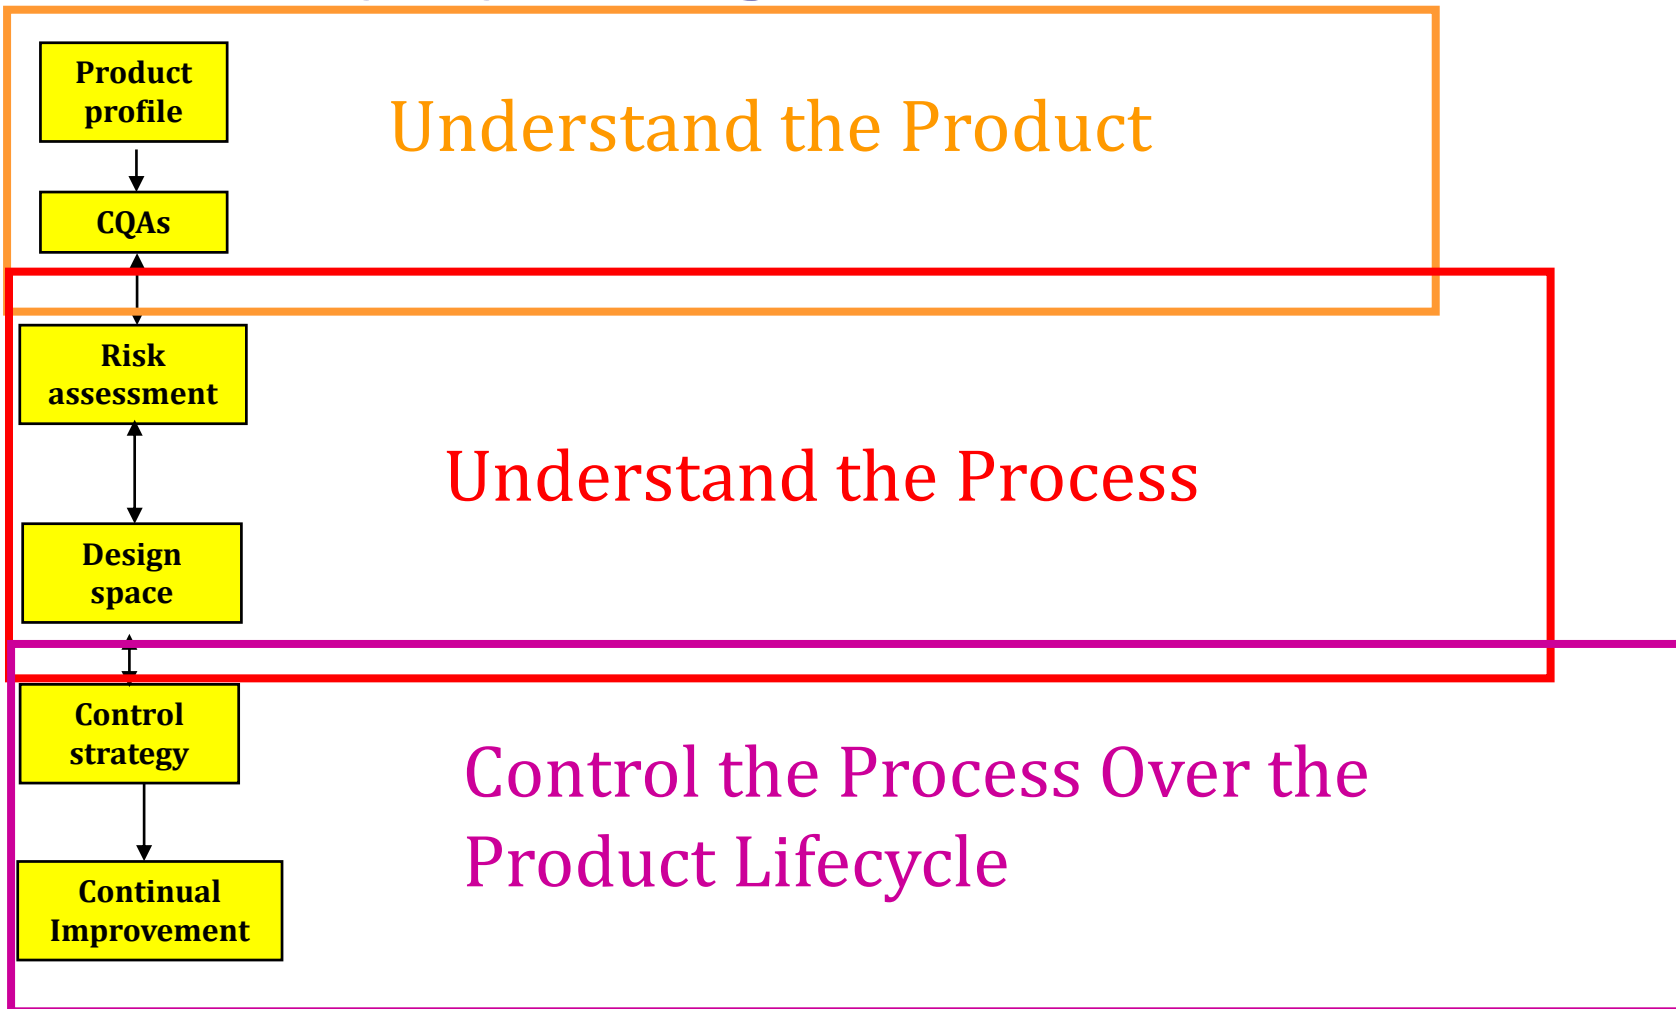 Product
profile
Understand the Product
CQAs
Risk
assessment
Understand the Process
Design
space
Control
strategy
Control the Process Over the
Product Lifecycle
Continual
Improvement